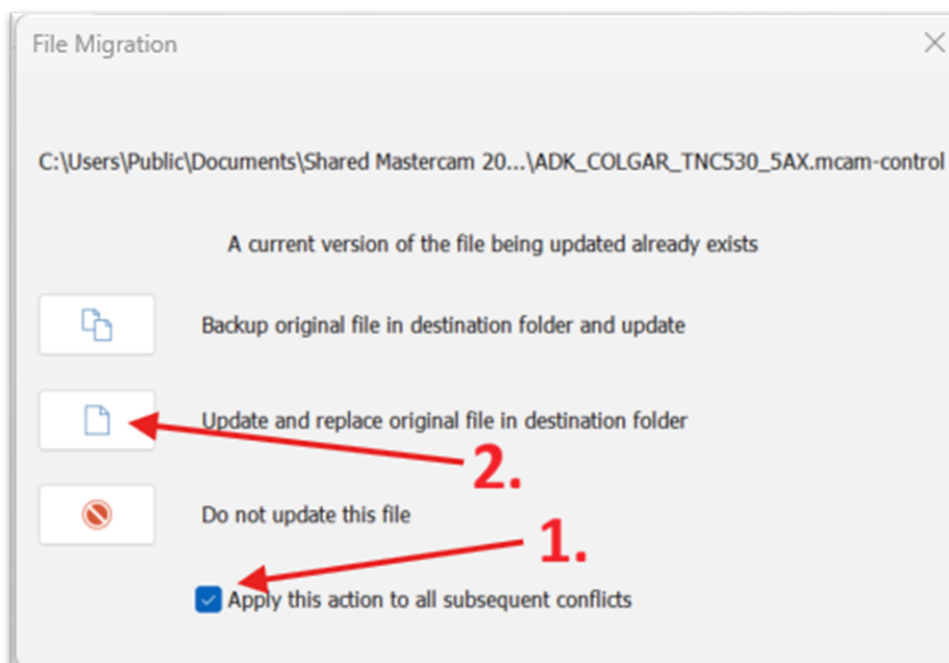 File Migration
C:\Users\Public\Documents\Shared Mastercam 20...\ADK_COLGAR_TNC530_5AX.mcam-control
A current version of the file being updated already exists
Backup original file in destination folder and update
Update and replace original file in destination folder
2.
Do not update this file
1.
Apply this action to all subsequent conflicts